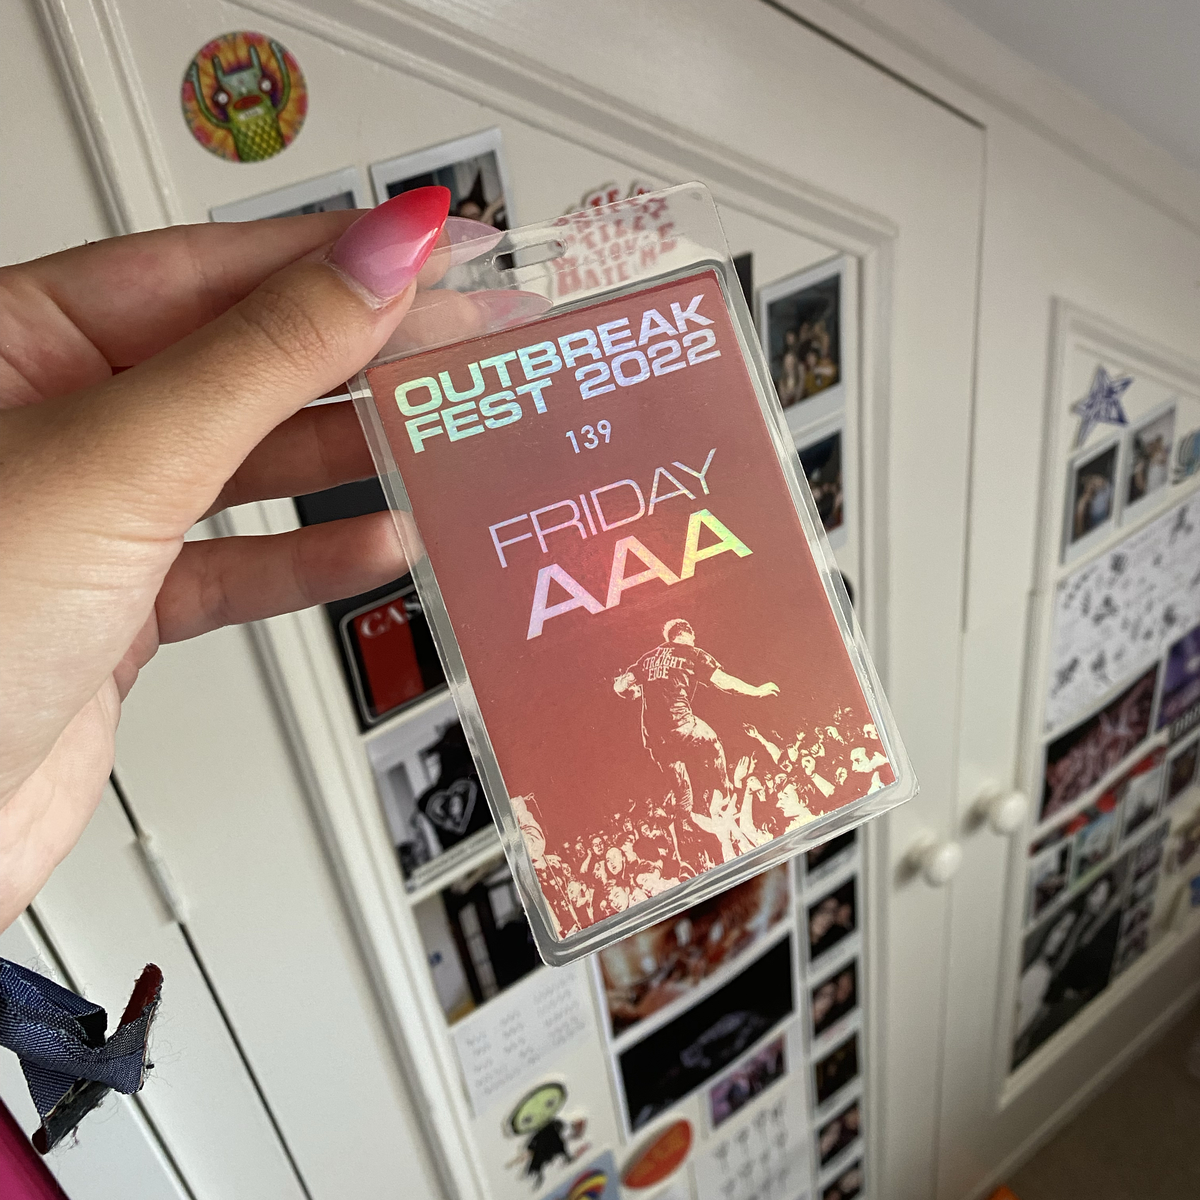 OUTBREAK
FEST 2022
139
FRIDAY
AAA
THE
STRAIGHT
EDGE